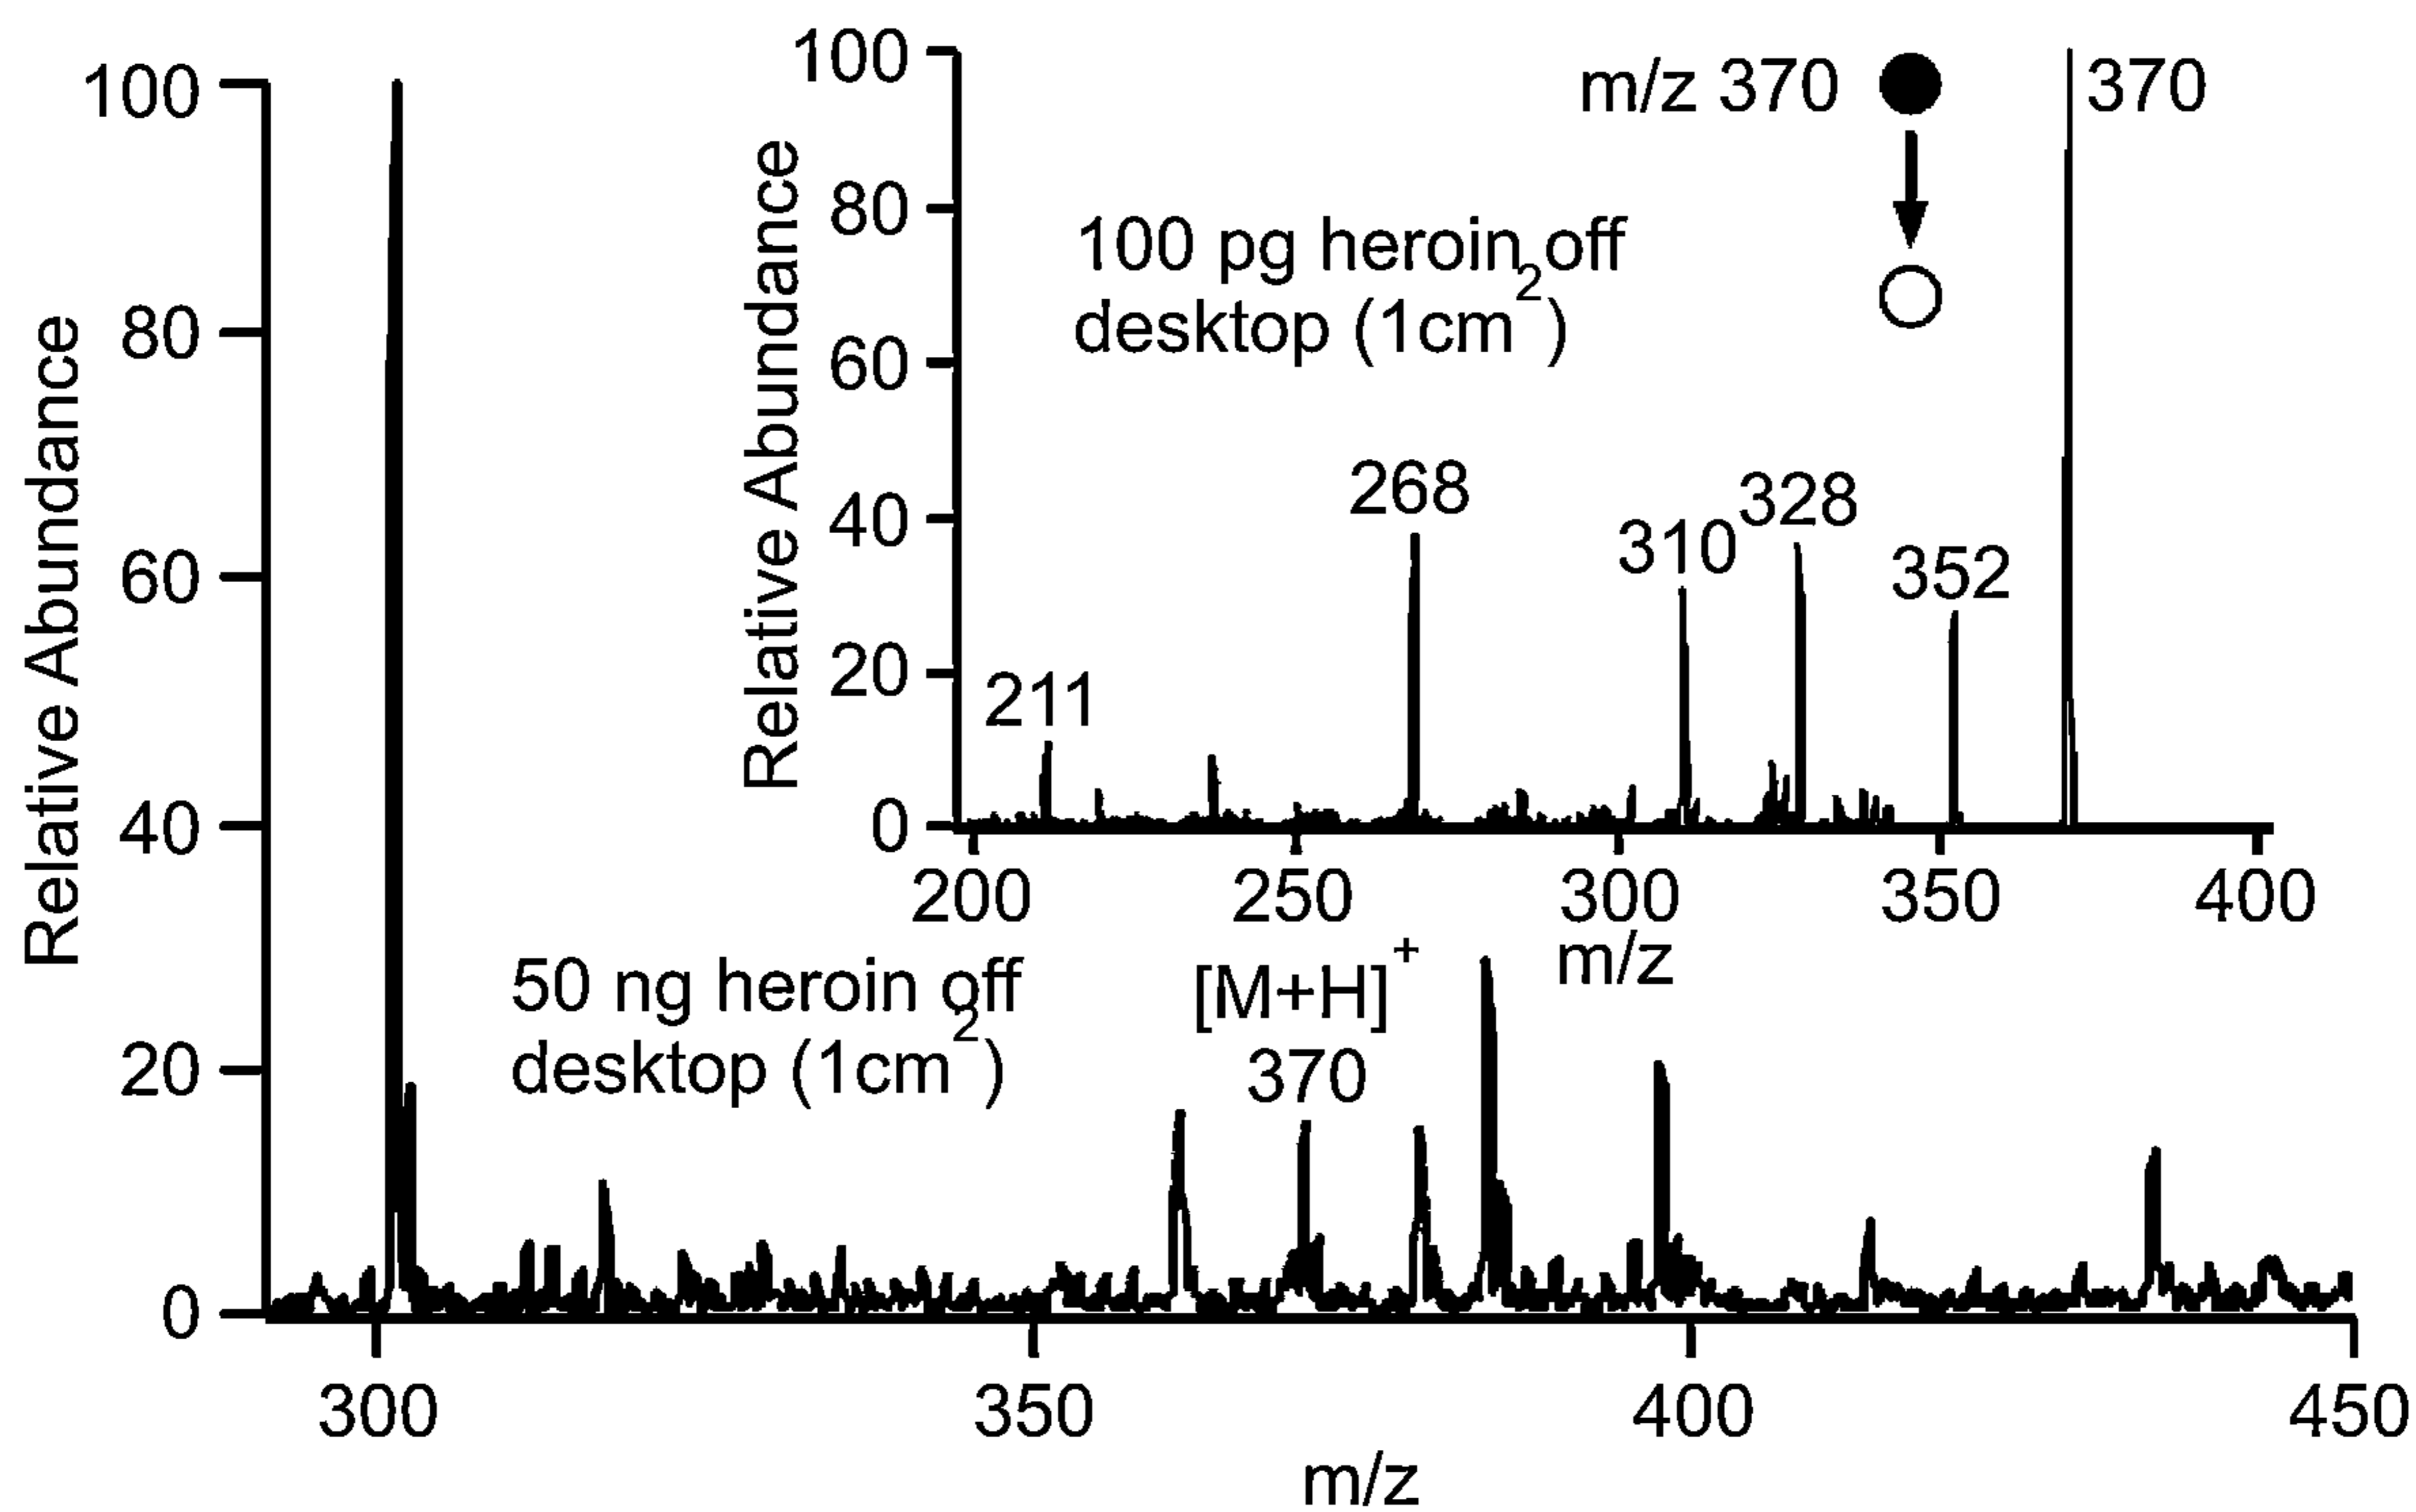 Relative Abundance
100
80
60
40
20
0
300
350
400
450
m/z
50 ng heroin off
desktop (1cm²)
[M+H]⁺
370
Relative Abundance
100
80
60
40
20
0
200
250
300
350
400
m/z
100 pg heroin off
desktop (1cm²)
m/z 370
370
211
268
310
328
352